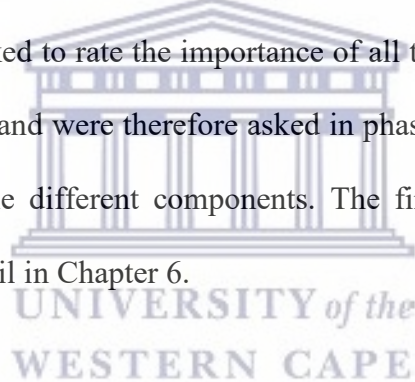 ked to rate the importance of all t
and were therefore asked in phas
e different components. The fi
il in Chapter 6.
UNIVERSITY of the
WESTERN CAPE